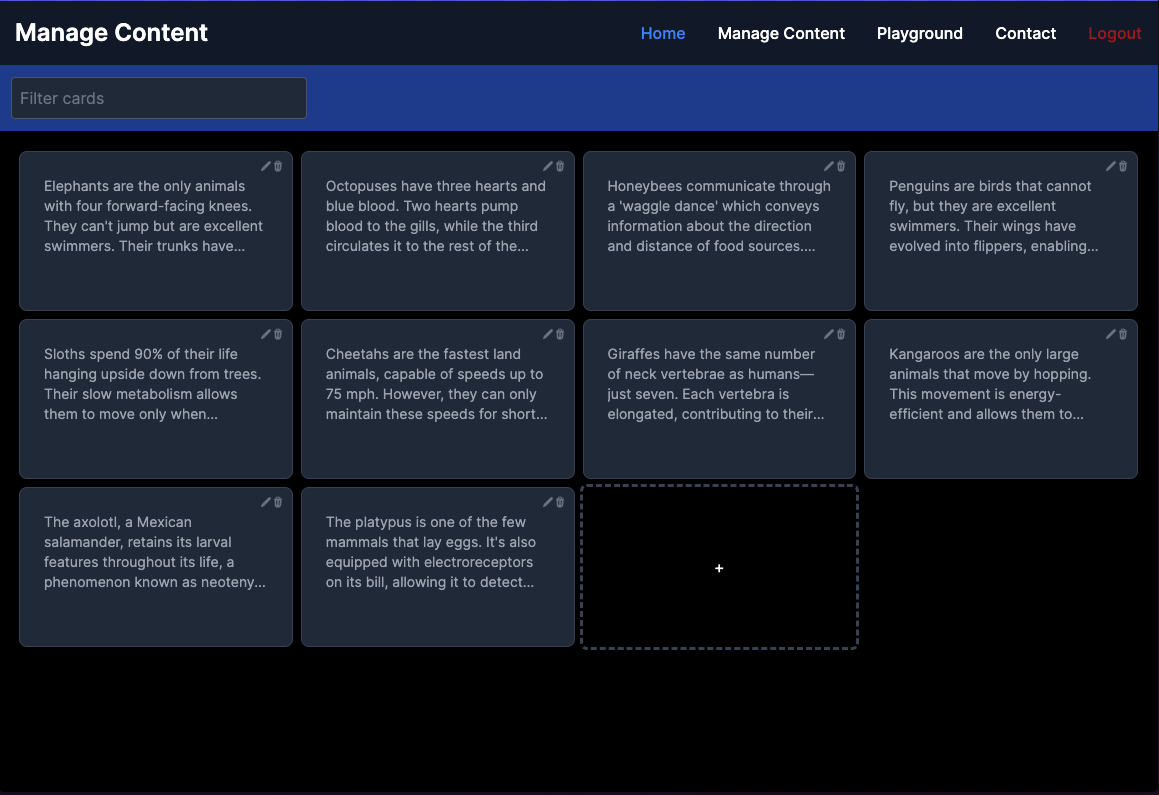 Manage Content
Home
Manage Content
Playground
Contact
Logout
Filter cards
Elephants are the only animals
with four forward-facing knees.
They can't jump but are excellent
swimmers. Their trunks have...
Octopuses have three hearts and
blue blood. Two hearts pump
blood to the gills, while the third
circulates it to the rest of the...
Honeybees communicate through
a 'waggle dance' which conveys
information about the direction
and distance of food sources....
Penguins are birds that cannot
fly, but they are excellent
swimmers. Their wings have
evolved into flippers, enabling...
Sloths spend 90% of their life
hanging upside down from trees.
Their slow metabolism allows
them to move only when...
Cheetahs are the fastest land
animals, capable of speeds up to
75 mph. However, they can only
maintain these speeds for short...
Giraffes have the same number
of neck vertebrae as humans—
just seven. Each vertebra is
elongated, contributing to their...
Kangaroos are the only large
animals that move by hopping.
This movement is energy-
efficient and allows them to...
The axolotl, a Mexican
salamander, retains its larval
features throughout its life, a
phenomenon known as neoteny...
The platypus is one of the few
mammals that lay eggs. It's also
equipped with electroreceptors
on its bill, allowing it to detect...
+